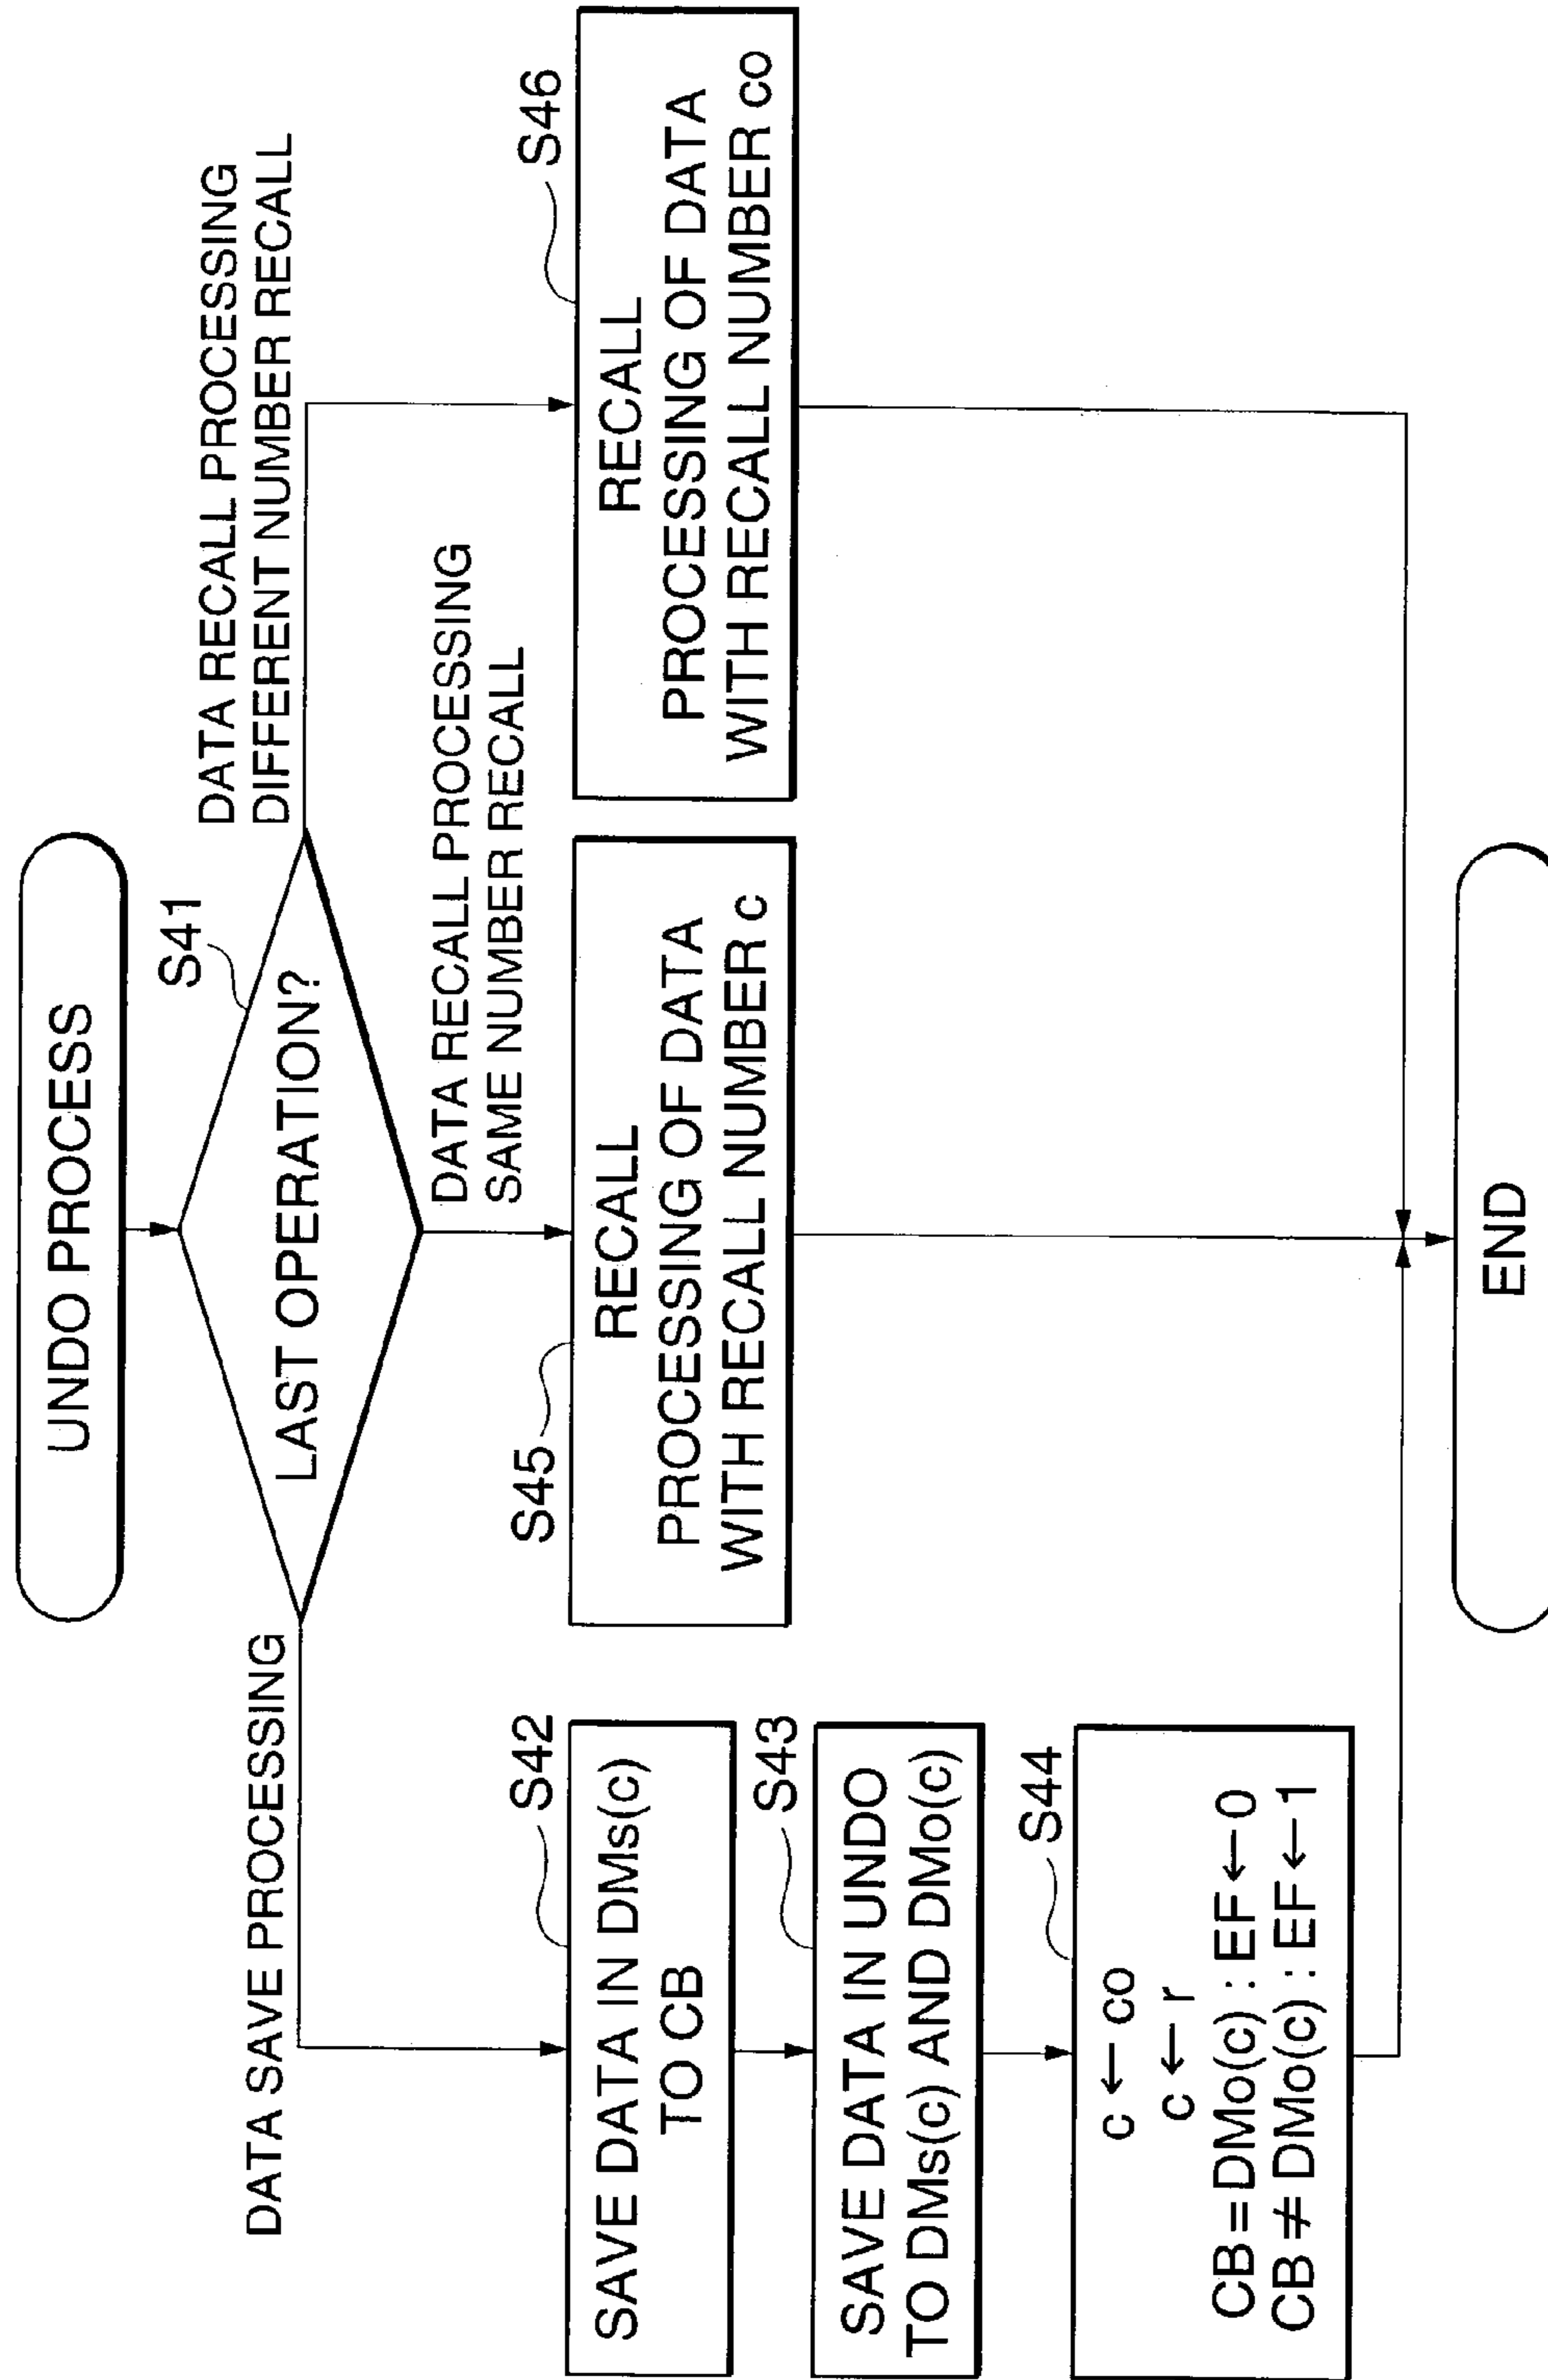 UNDO PROCESS
S41
LAST OPERATION?
DATA SAVE PROCESSING
DATA RECALL PROCESSING
DIFFERENT NUMBER RECALL
DATA RECALL PROCESSING
SAME NUMBER RECALL
S42
SAVE DATA IN DMs(c)
TO CB
S43
SAVE DATA IN UNDO
TO DMs(c) AND DMo(c)
S44
c ← co
c ← r
CB = DMo(c) : EF ← 0
CB ≠ DMo(c) : EF ← 1
S45
RECALL
PROCESSING OF DATA
WITH RECALL NUMBER c
S46
RECALL
PROCESSING OF DATA
WITH RECALL NUMBER co
END